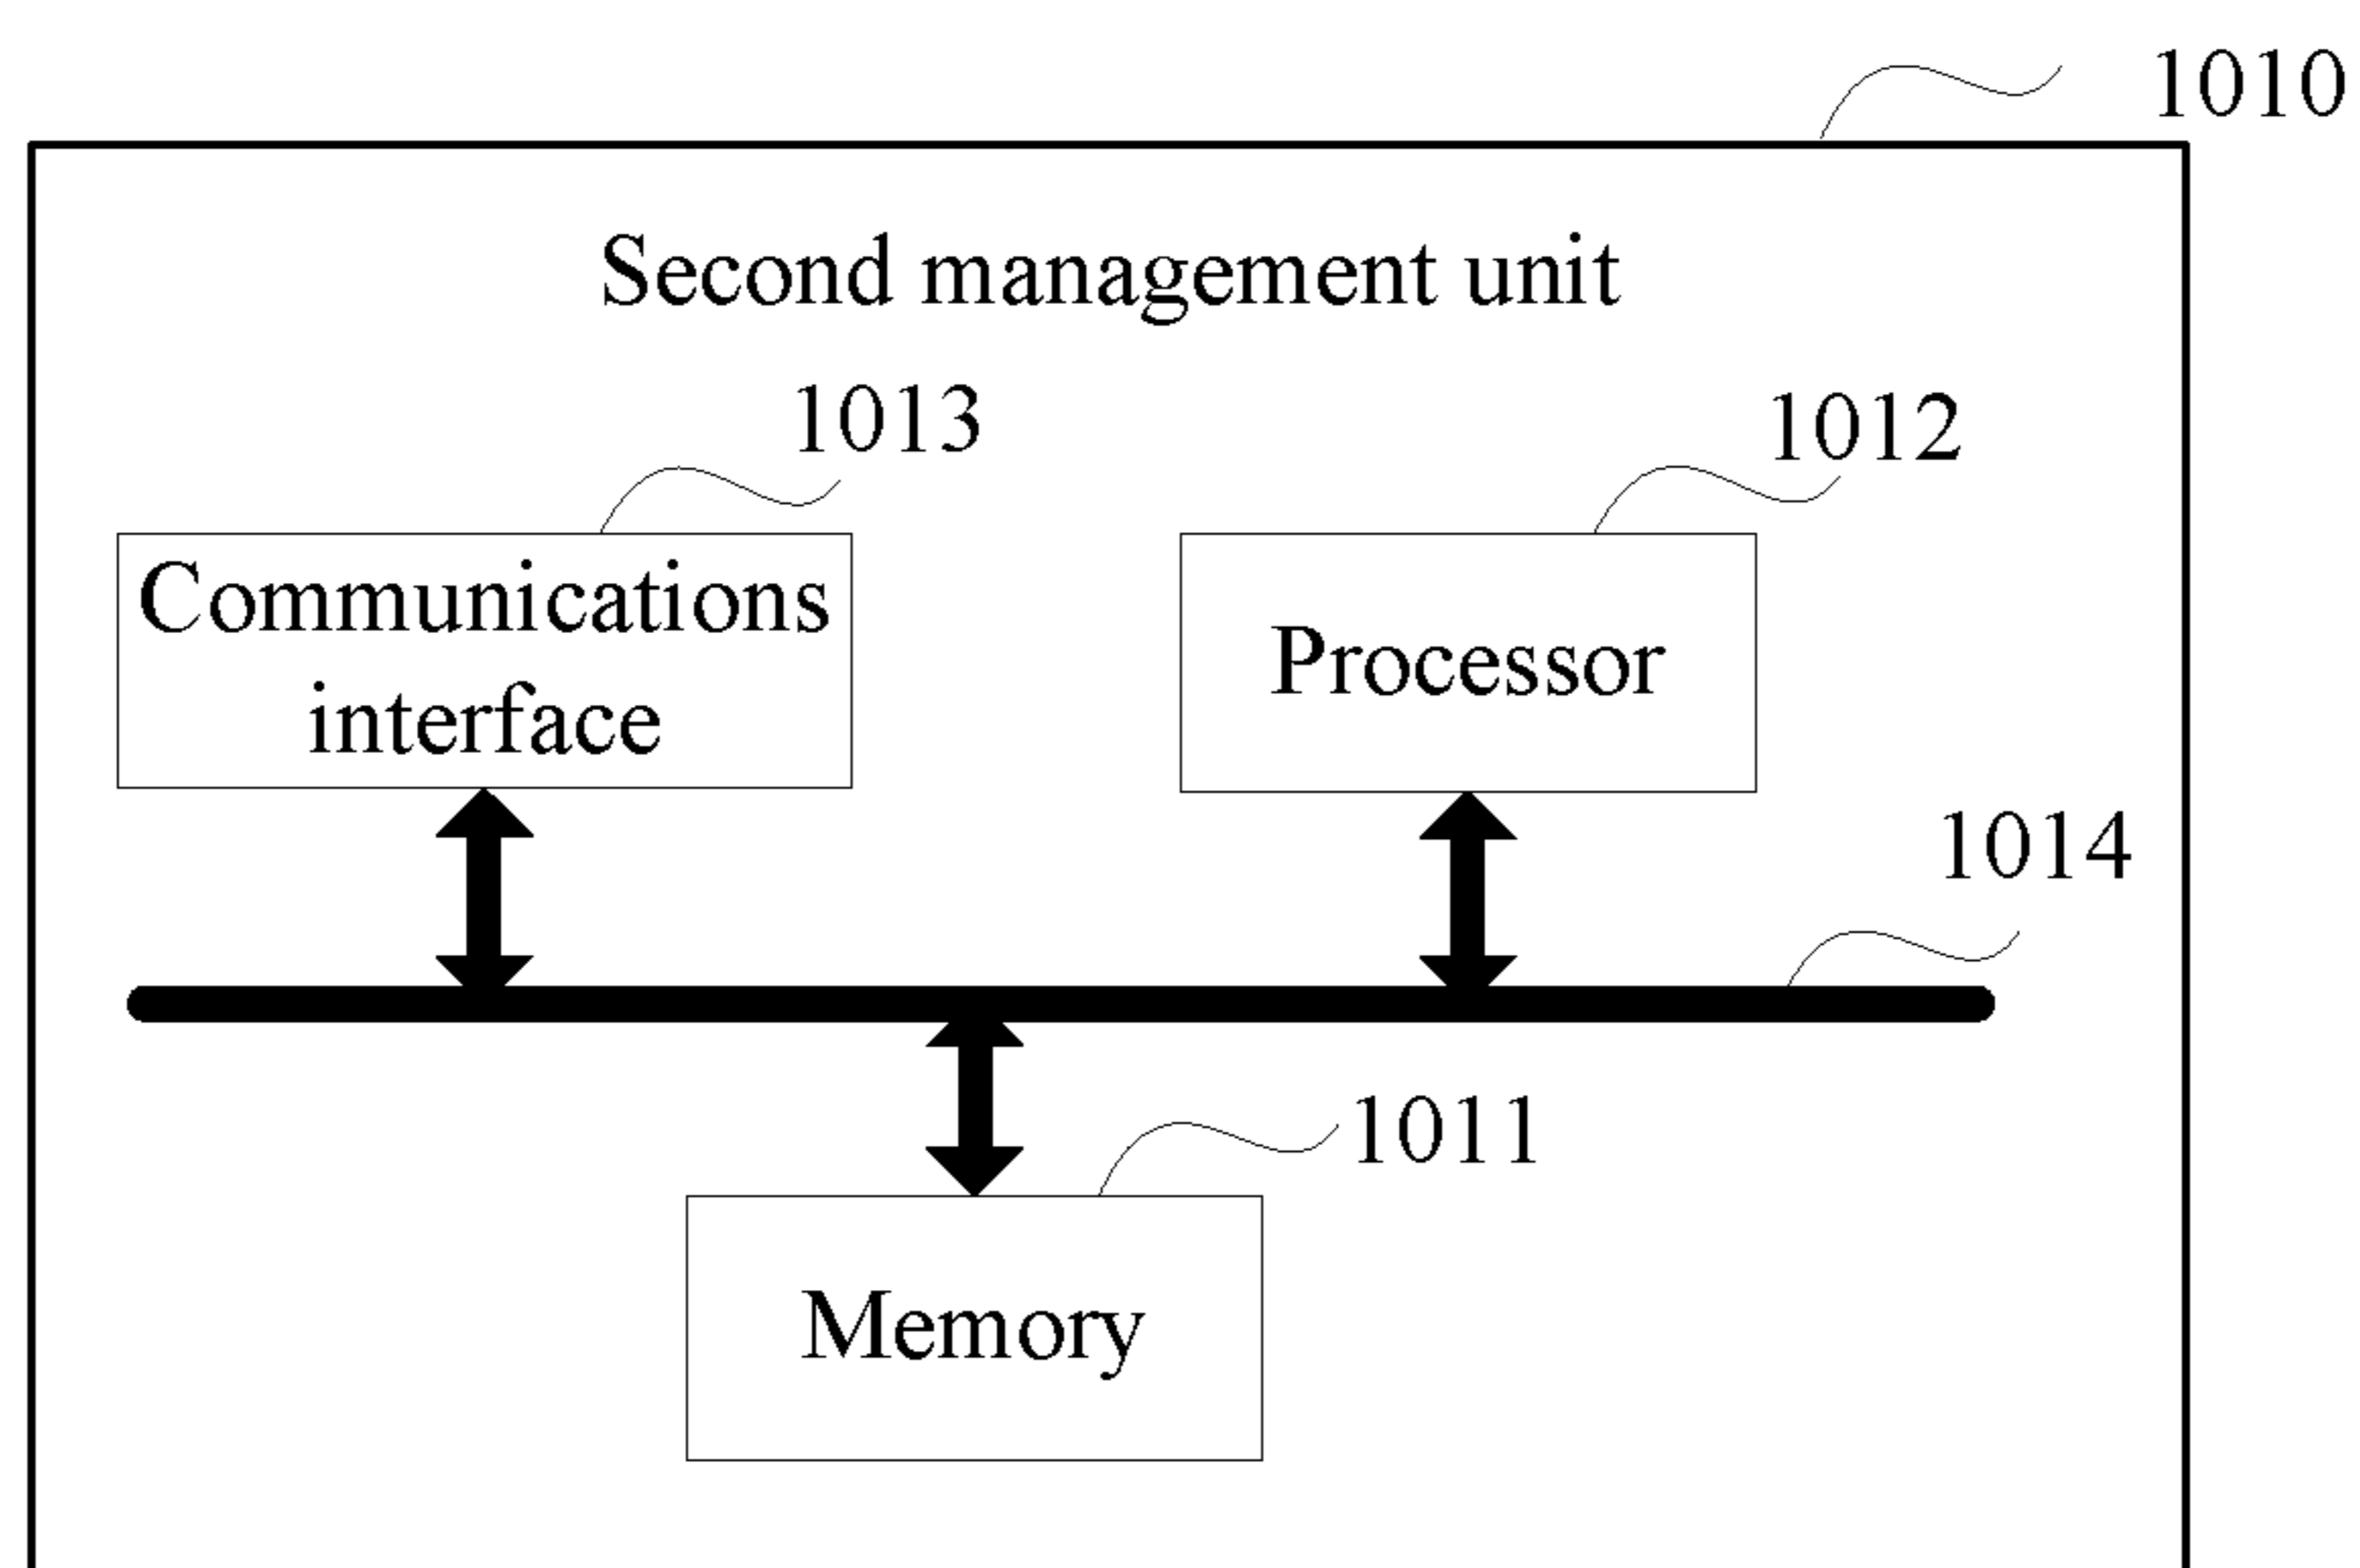 1010
Second management unit
1013
1012
Communications
interface
Processor
1014
1011
Memory